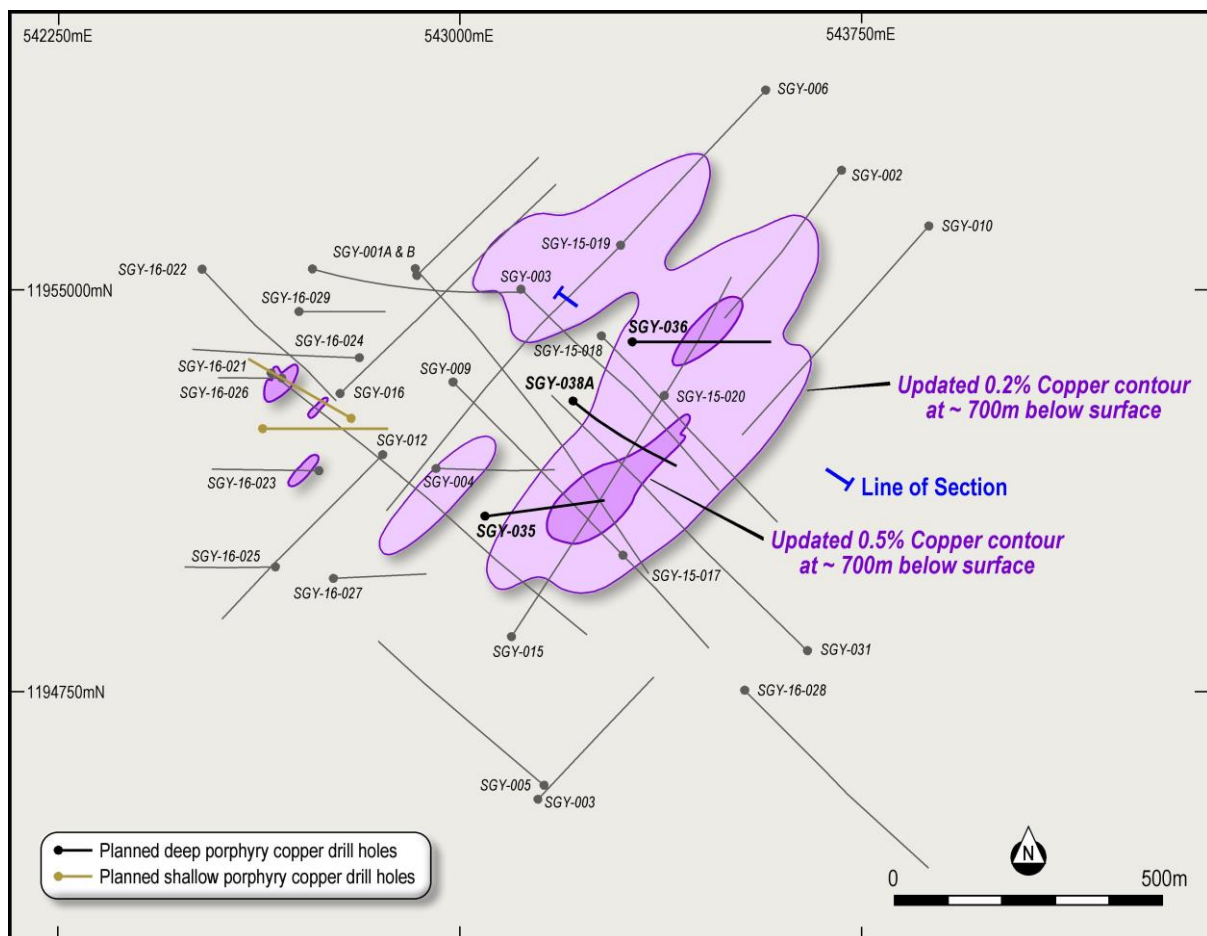 542250mE
543000mE
543750mE
SGY-006
SGY-002
SGY-010
SGY-15-019
SGY-001A & B
SGY-16-022
SGY-003
11955000mN
SGY-16-029
SGY-036
SGY-16-024
SGY-15-018
SGY-16-021
SGY-009
SGY-038A
SGY-16-026
SGY-016
SGY-15-020
Updated 0.2% Copper contour
at ~ 700m below surface
SGY-012
SGY-16-023
SGY-004
Line of Section
SGY-035
Updated 0.5% Copper contour
at ~ 700m below surface
SGY-16-025
SGY-15-017
SGY-16-027
SGY-015
SGY-031
1194750mN
SGY-16-028
SGY-005
SGY-003
Planned deep porphyry copper drill holes
Planned shallow porphyry copper drill holes
N
0
500m